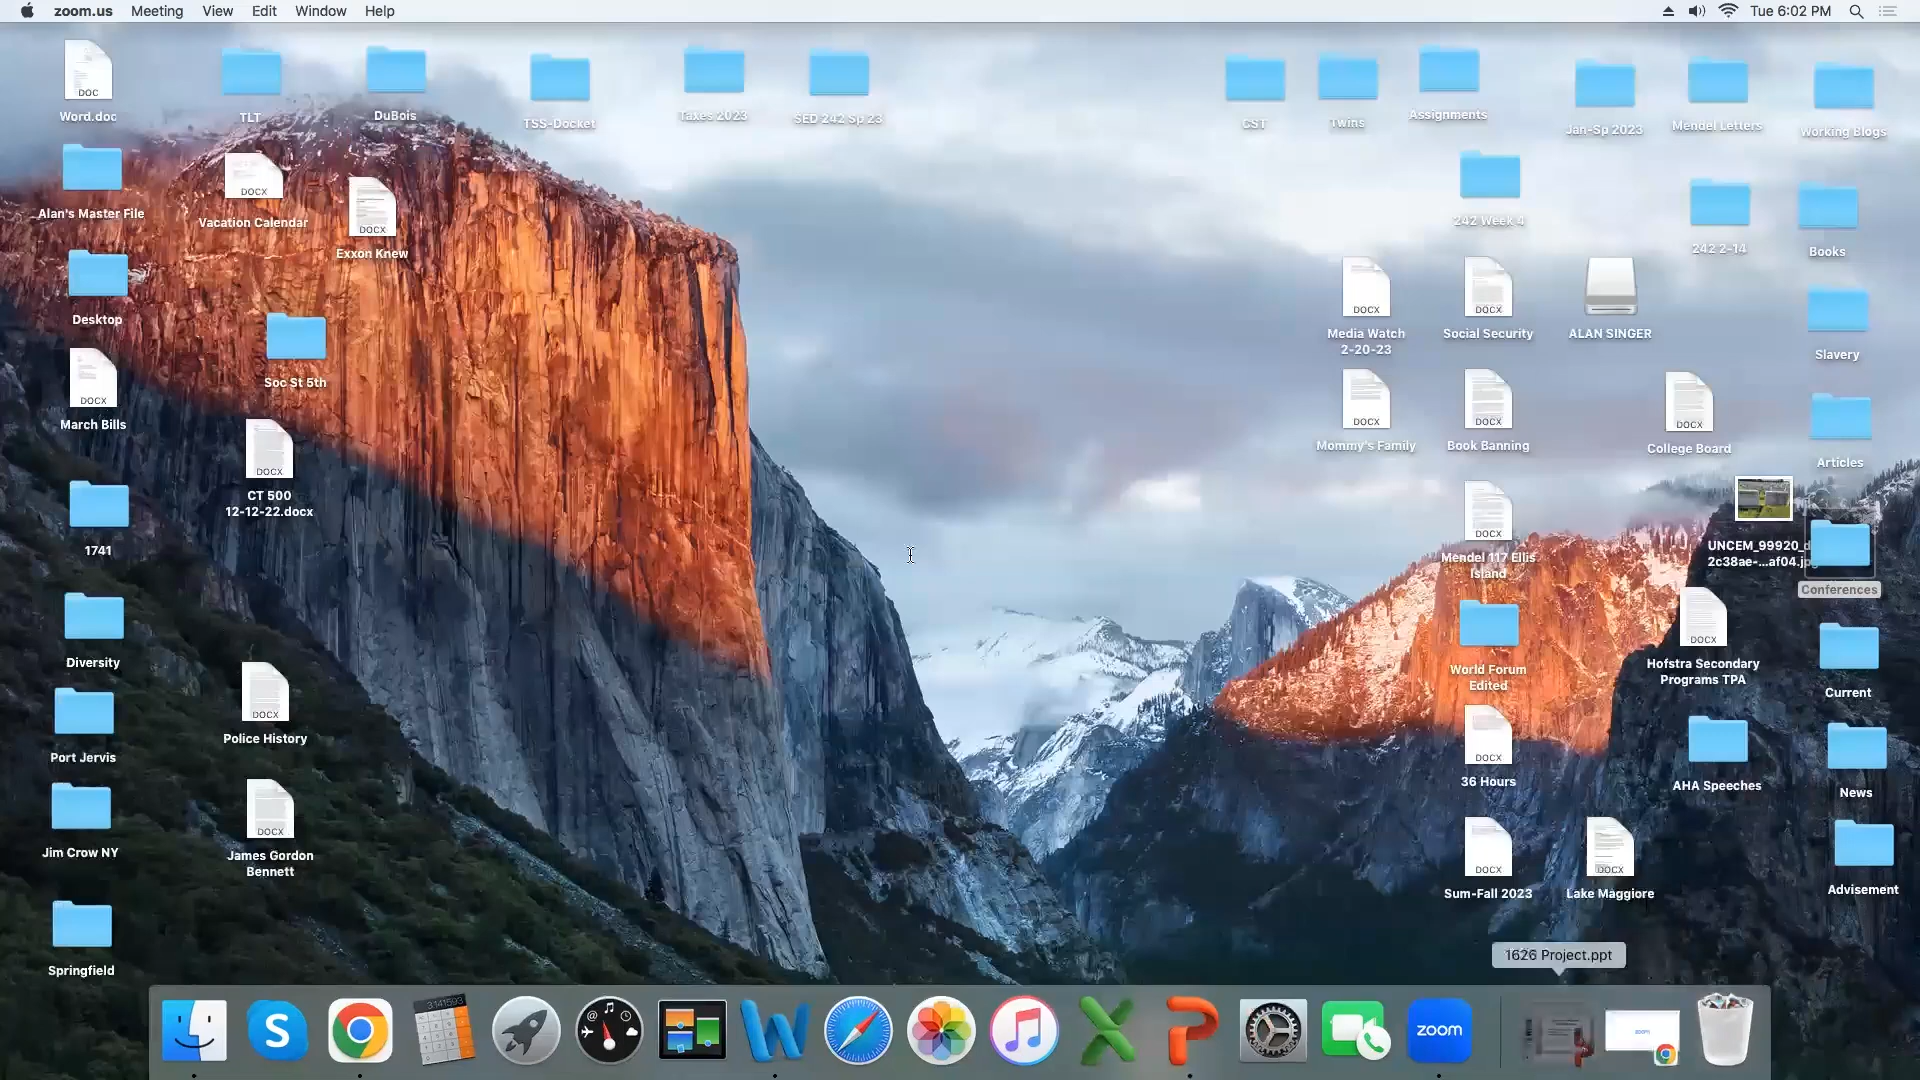 zoom.us Meeting View Edit Window Help Tue 6:02 PM
DOC
Word.doc
TLT
DuBois
TSS-Docket
Taxes 2023
SED 242 Sp 23
CST
Twins
Assignments
Jan-Sp 2023
Mendel Letters
Working Blogs
Alan's Master File
DOCX
Vacation Calendar
DOCX
Exxon Knew
242 Week 4
242 2-14
Books
Desktop
Soc St 5th
DOCX
Media Watch
2-20-23
DOCX
Social Security
ALAN SINGER
Slavery
DOCX
March Bills
DOCX
CT 500
12-12-22.docx
DOCX
Mommy's Family
DOCX
Book Banning
DOCX
College Board
Articles
1741
DOCX
Mendel 117 Ellis
Island
UNCEM_99920_d
2c38ae-...af04.jpg
Conferences
Diversity
DOCX
Police History
World Forum
Edited
DOCX
Hofstra Secondary
Programs TPA
Current
Port Jervis
DOCX
36 Hours
AHA Speeches
News
Jim Crow NY
DOCX
James Gordon
Bennett
DOCX
Sum-Fall 2023
DOCX
Lake Maggiore
Advisement
Springfield
1626 Project.ppt
3.141593
zoom
zoom